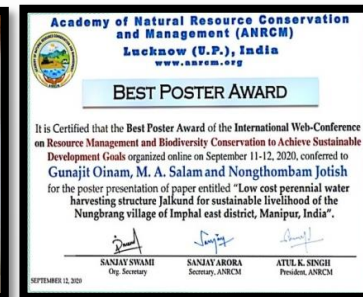 Academy of Natural Resource Conservation
and Management (ANRCM)
Lucknow (U.P.), India
www.anrcm.org
BEST POSTER AWARD
It is Certified that the Best Poster Award of the International Web-Conference
on Resource Management and Biodiversity Conservation to Achieve Sustainable
Development Goals organized online on September 11-12, 2020, conferred to
Gunajit Oinam, M. A. Salam and Nongthombam Jotish
for the poster presentation of paper entitled "Low cost perennial water
harvesting structure Jalkund for sustainable livelihood of the
Nungbrang village of Imphal east district, Manipur, India".
SANJAY SWAMI SANJAY ARORA ATUL K. SINGH
Org. Secretary Secretary, ANRCM President, ANRCM
SEPTEMBER 12, 2020